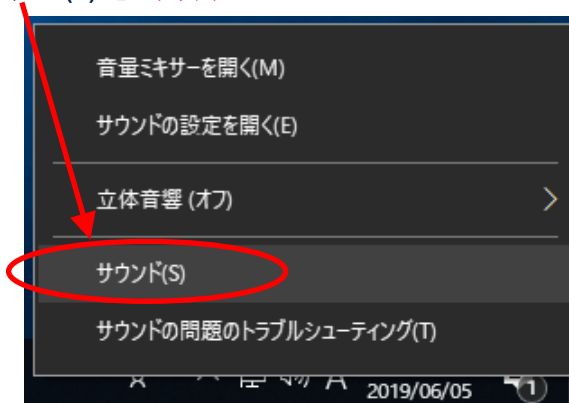 音量ミキサーを開く(M)
サウンドの設定を開く(E)
立体音響 (オフ)
サウンド(S)
サウンドの問題のトラブルシューティング(T)
A
2019/06/05
1